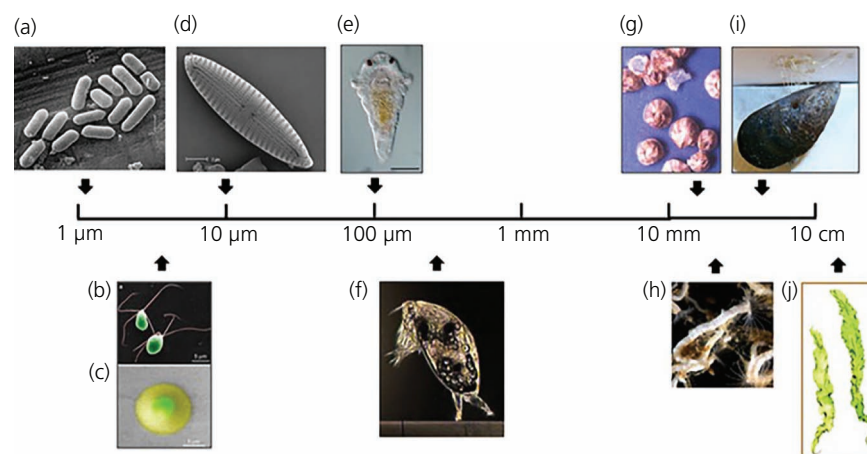 (a)
(d)
(e)
(g)
(i)
1 µm
10 µm
100 µm
1 mm
10 mm
10 cm
(b)
(c)
(f)
(h)
(j)